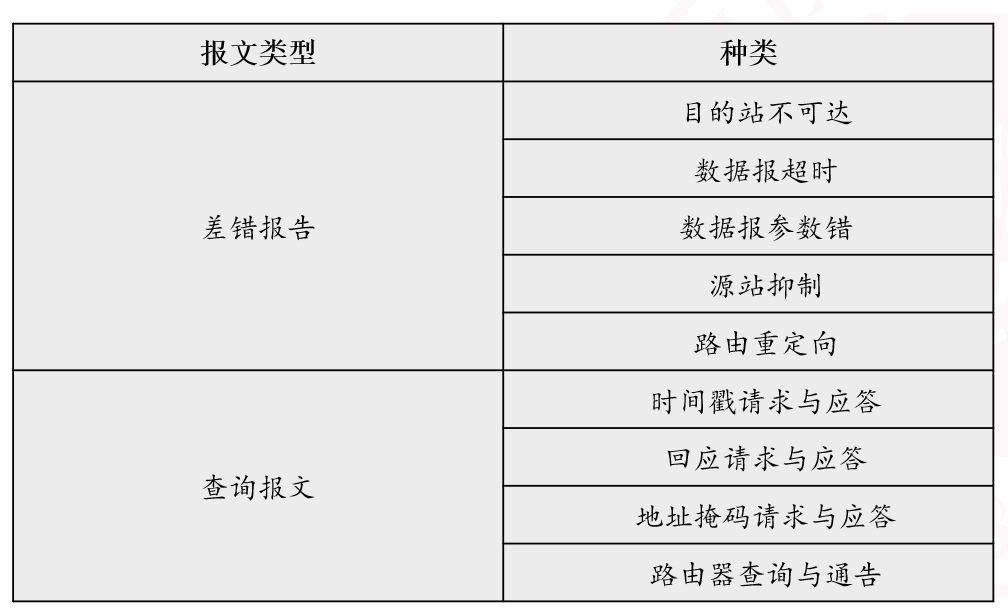 报文类型 种类
目的站不可达
数据报超时
差错报告 数据报参数错
源站抑制
路由重定向
时间戳请求与应答
回应请求与应答
查询报文
地址掩码请求与应答
路由器查询与通告